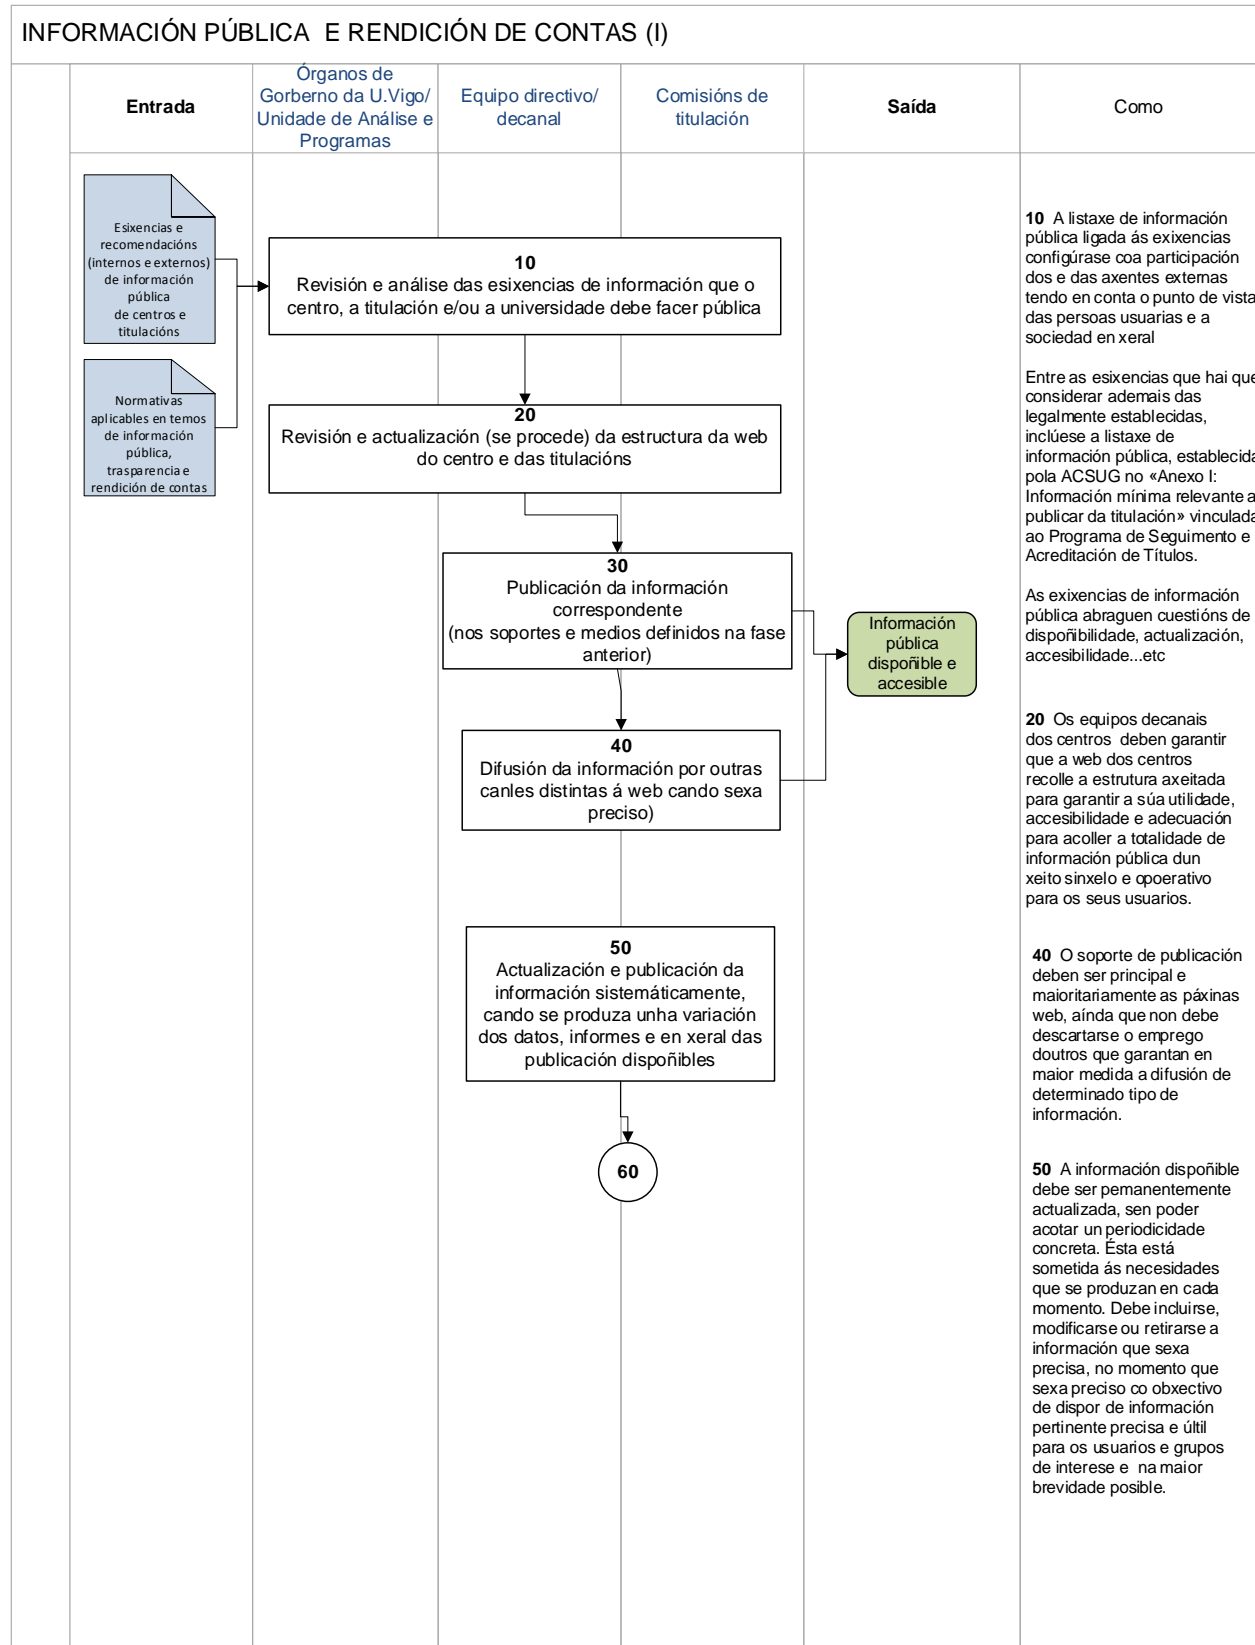 INFORMACIÓN PÚBLICA  E RENDICIÓN DE CONTAS (I)
Entrada
Órganos de
Gorberno da U.Vigo/
Unidade de Análise e
Programas
Equipo directivo/
decanal
Comisións de
titulación
Saída
Como
Esixencias e
recomendacións
(internos e externos)
de información
pública
de centros e
titulacións
Normativas
aplicables en temos
de información
pública,
trasparencia e
rendición de contas
10
Revisión e análise das esixencias de información que o
centro, a titulación e/ou a universidade debe facer pública
20
Revisión e actualización (se procede) da estructura da web
do centro e das titulacións
30
Publicación da información
correspondente
(nos soportes e medios definidos na fase
anterior)
40
Difusión da información por outras
canles distintas á web cando sexa
preciso)
50
Actualización e publicación da
información sistemáticamente,
cando se produza unha variación
dos datos, informes e en xeral das
publicación dispoñibles
60
Información
pública
dispoñible e
accesible
10  A listaxe de información
pública ligada ás exixencias
configúrase coa participación
dos e das axentes externas
tendo en conta o punto de vista
das persoas usuarias e a
sociedad en xeral
Entre as esixencias que hai que
considerar ademais das
legalmente establecidas,
inclúese a listaxe de
información pública, establecida
pola ACSUG no «Anexo I:
Información mínima relevante a
publicar da titulación» vinculada
ao Programa de Seguimento e
Acreditación de Títulos.
As exixencias de información
pública abraguen cuestións de
dispoñibilidade, actualización,
accesibilidade...etc
20  Os equipos decanais
dos centros  deben garantir
que a web dos centros
recolle a estrutura axeitada
para garantir a súa utilidade,
accesibilidade e adecuación
para acoller a totalidade de
información pública dun
xeito sinxelo e opoerativo
para os seus usuarios.
40  O soporte de publicación
deben ser principal e
maioritariamente as páxinas
web, aínda que non debe
descartarse o emprego
doutros que garantan en
maior medida a difusión de
determinado tipo de
información.
50  A información dispoñible
debe ser pemanentemente
actualizada, sen poder
acotar un periodicidade
concreta. Ésta está
sometida ás necesidades
que se produzan en cada
momento. Debe incluirse,
modificarse ou retirarse a
información que sexa
precisa, no momento que
sexa preciso co obxectivo
de dispor de información
pertinente precisa e últil
para os usuarios e grupos
de interese e  na maior
brevidade posible.